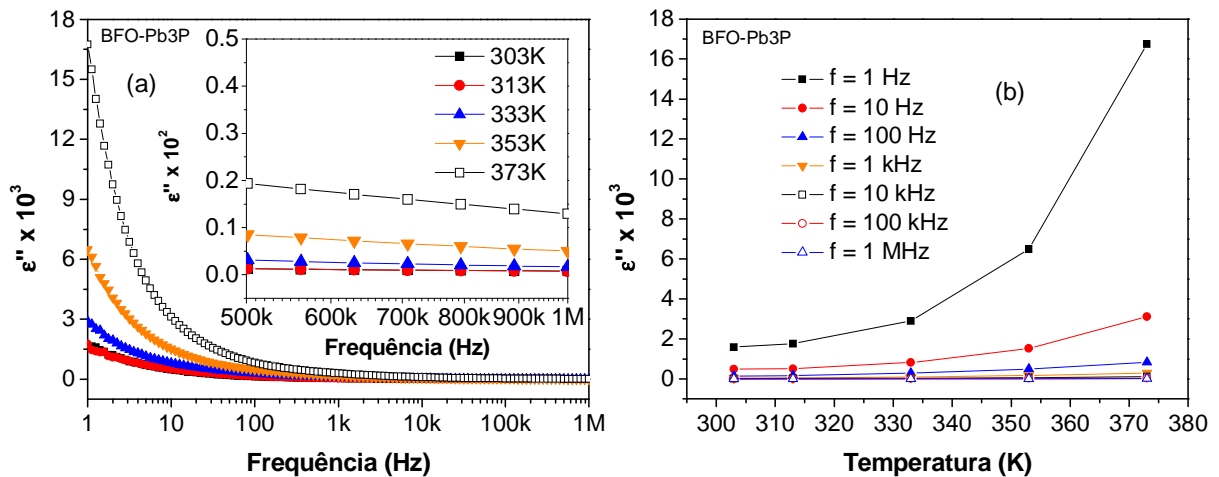 BFO-Pb3P
(a)
ε'' x 10³
18
15
12
9
6
3
0
1
10
100
1k
10k
100k
1M
Frequência (Hz)
ε'' x 10²
0.5
0.4
0.3
0.2
0.1
0.0
500k
600k
700k
800k
900k
1M
Frequência (Hz)
303K
313K
333K
353K
373K
BFO-Pb3P
(b)
ε'' x 10³
18
16
14
12
10
8
6
4
2
0
f = 1 Hz
f = 10 Hz
f = 100 Hz
f = 1 kHz
f = 10 kHz
f = 100 kHz
f = 1 MHz
300
310
320
330
340
350
360
370
380
Temperatura (K)